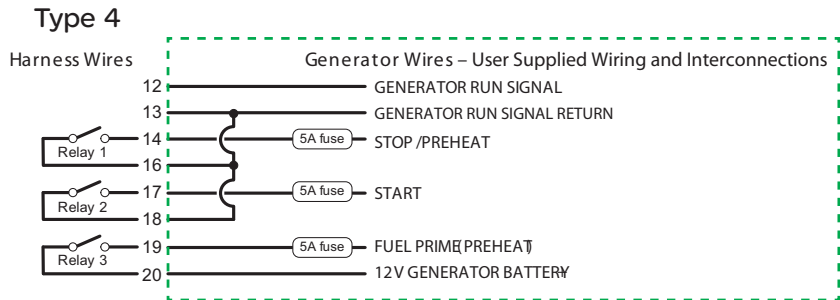 Type 4
Harness Wires Generator Wires – User Supplied Wiring and Interconnections
12 GENERATOR RUN SIGNAL
13 GENERATOR RUN SIGNAL RETURN
14 5A fuse STOP /PREHEAT
Relay 1
16
17 5A fuse START
Relay 2
18
19 5A fuse FUEL PRIME(PREHEAT)
Relay 3
20 12V GENERATOR BATTERY+